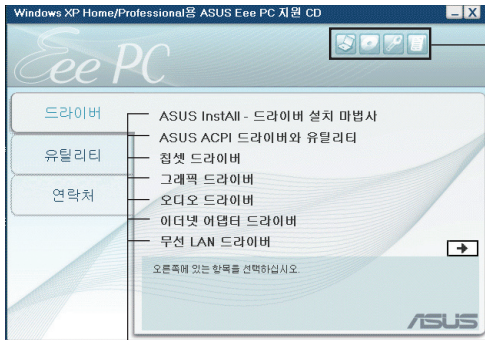 Windows XP Home/Professional용 ASUS Eee PC 지원 CD
Eee PC
드라이버
유틸리티
연락처
ASUS InstAll - 드라이버 설치 마법사
ASUS ACPI 드라이버와 유틸리티
칩셋 드라이버
그래픽 드라이버
오디오 드라이버
이더넷 어댑터 드라이버
무선 LAN 드라이버
오른쪽에 있는 항목을 선택하십시오.
ASUS